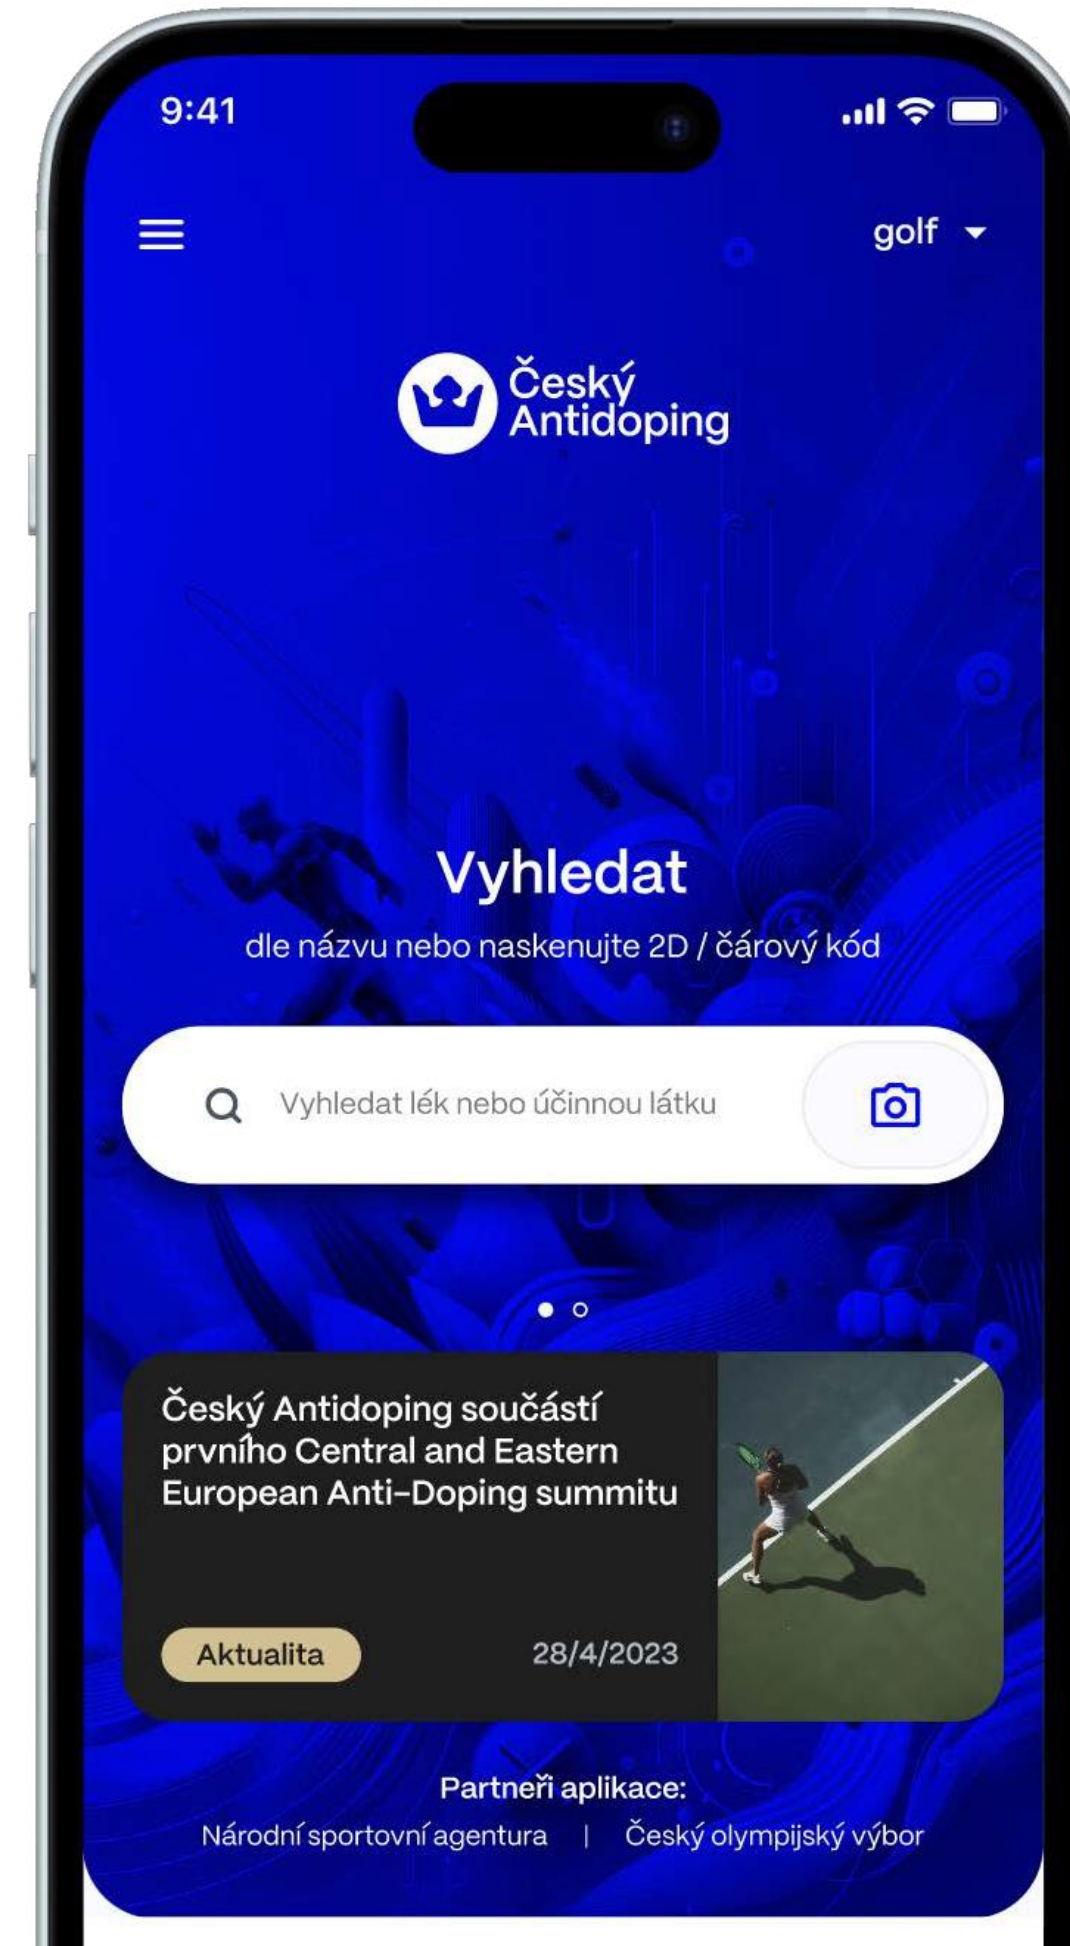 9:41
golf
Český
Antidoping
Vyhledat
dle názvu nebo naskenujte 2D / čárový kód
Vyhledat lék nebo účinnou látku
Český Antidoping součástí
prvního Central and Eastern
European Anti-Doping summitu
Aktualita
28/4/2023
Partneři aplikace:
Národní sportovní agentura | Český olympijský výbor